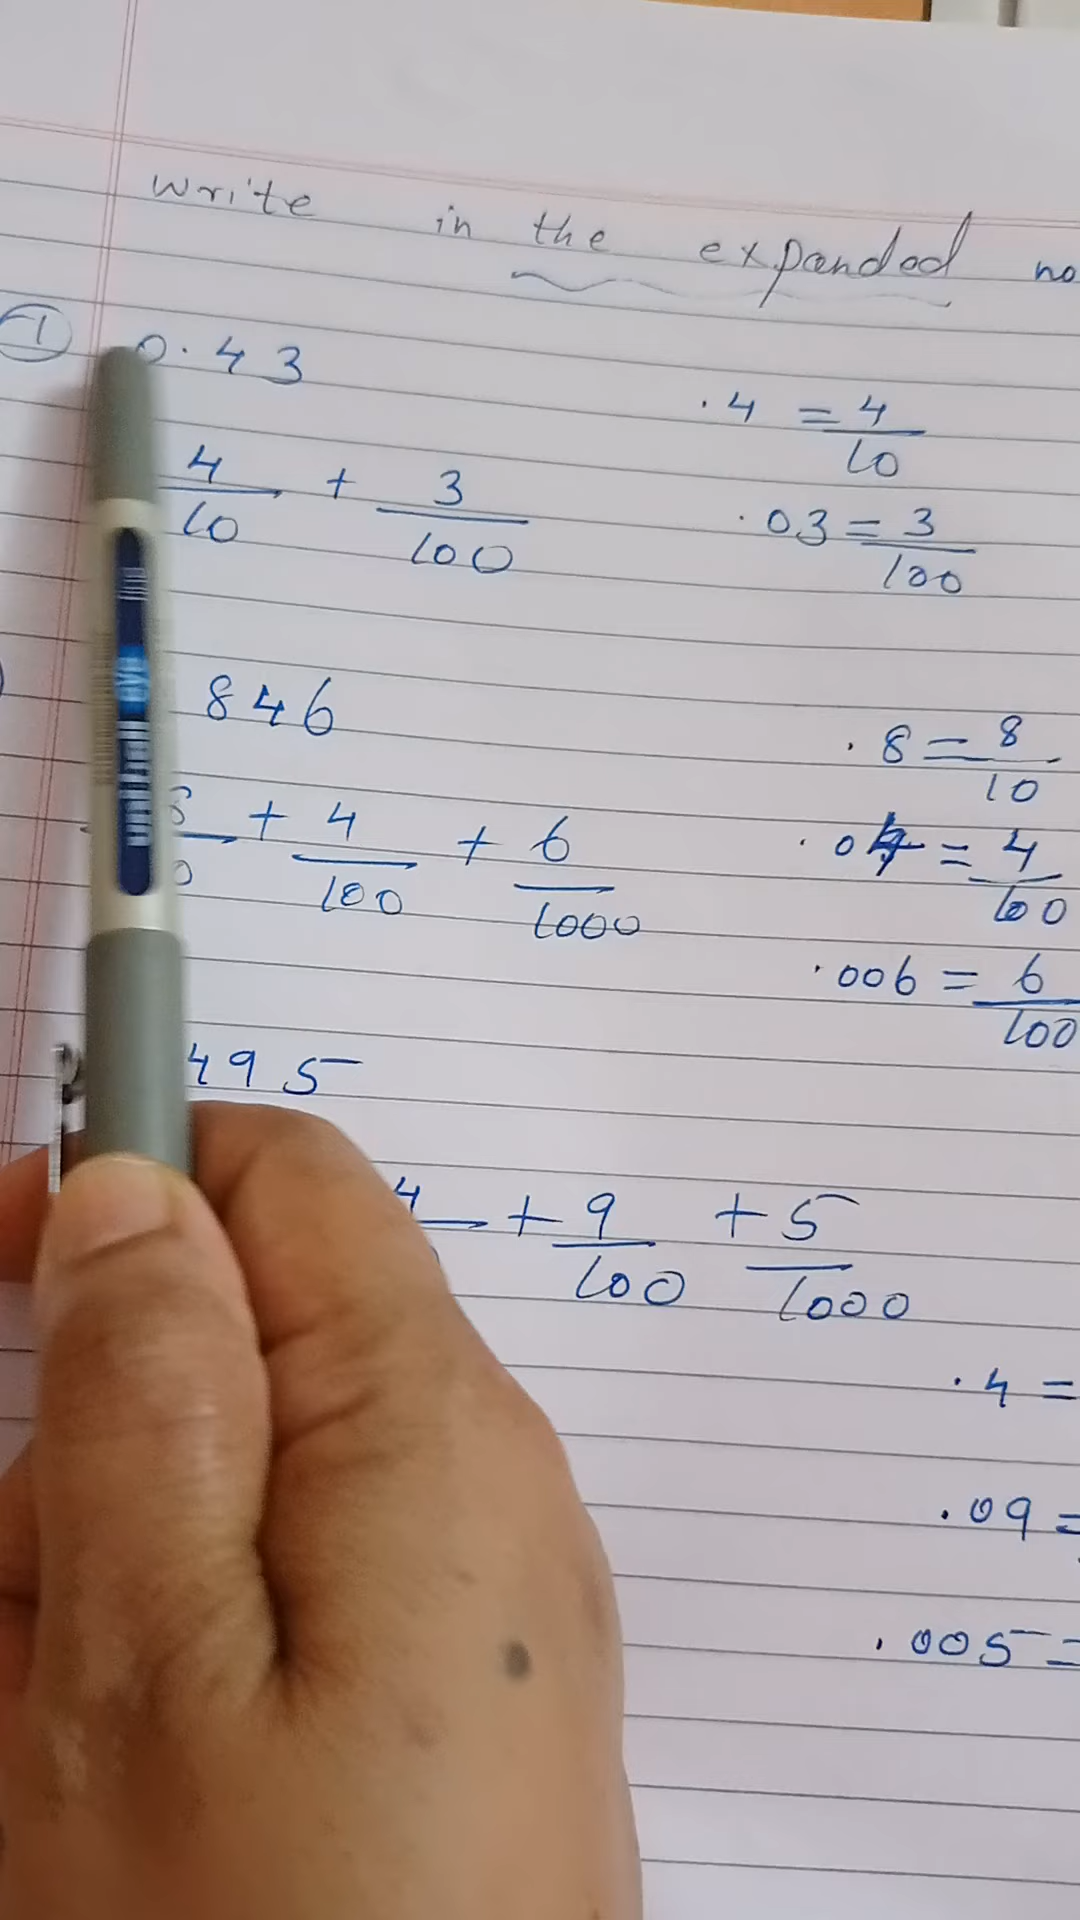 write in the expanded no
1 0.43
.4 = 4/10
4/10 + 3/100
.03 = 3/100
846
.8 = 8/10
+ 4/100 + 6/1000
.04 = 4/100
.006 = 6/100
495
4 + 9/100 + 5/1000
.4 =
.09 =
.005 =